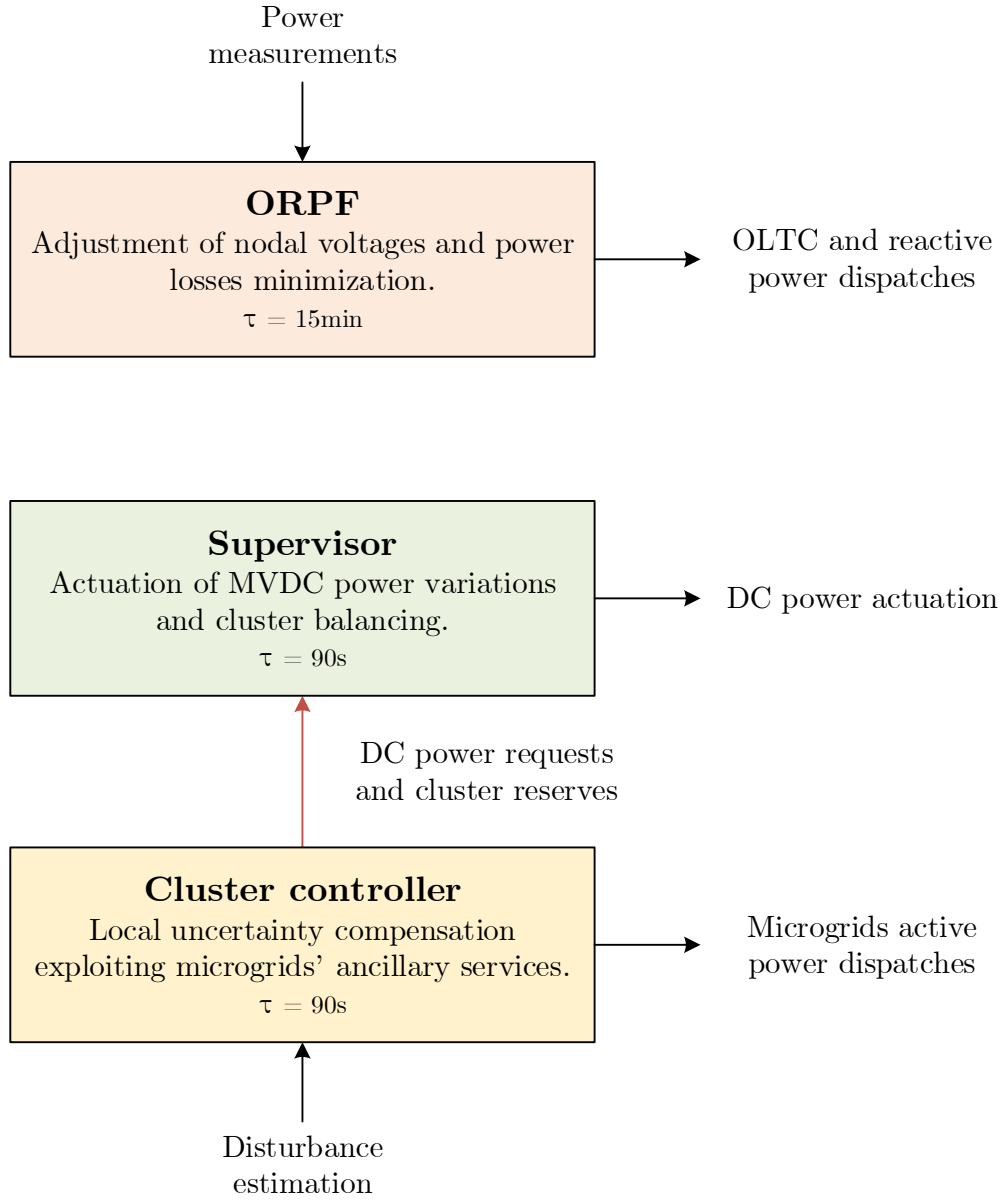 Power
measurements
ORPF
Adjustment of nodal voltages and power
losses minimization.
τ = 15min
OLTC and reactive
power dispatches
Supervisor
Actuation of MVDC power variations
and cluster balancing.
τ = 90s
DC power actuation
DC power requests
and cluster reserves
Cluster controller
Local uncertainty compensation
exploiting microgrids’ ancillary services.
τ = 90s
Microgrids active
power dispatches
Disturbance
estimation